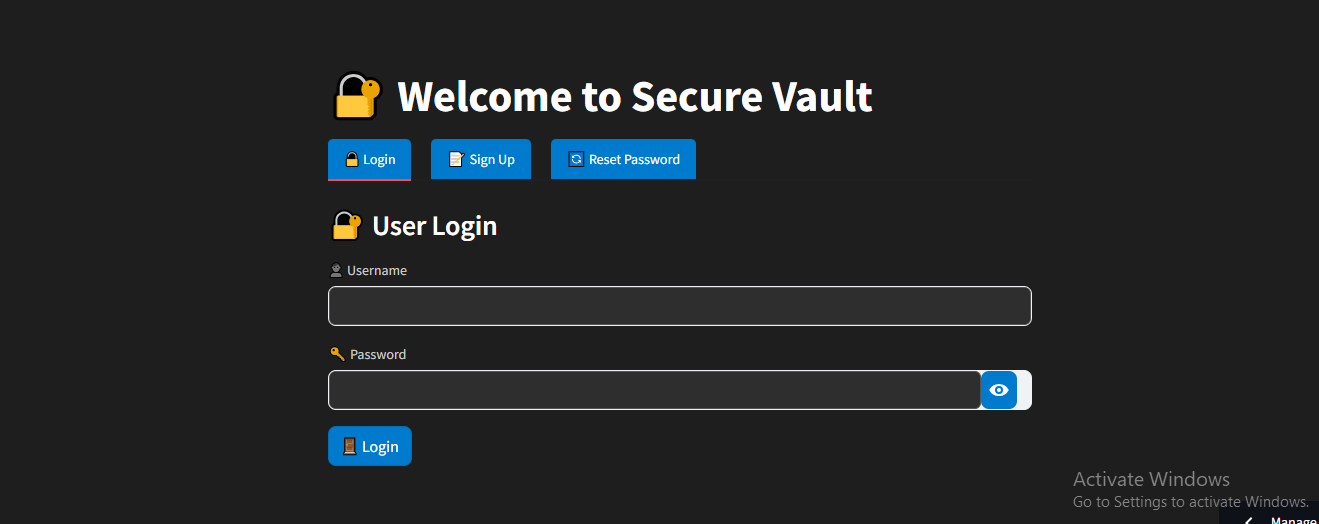 Welcome to Secure Vault
Login
Sign Up
Reset Password
User Login
Username
Password
Login
Activate Windows
Go to Settings to activate Windows.
Manage